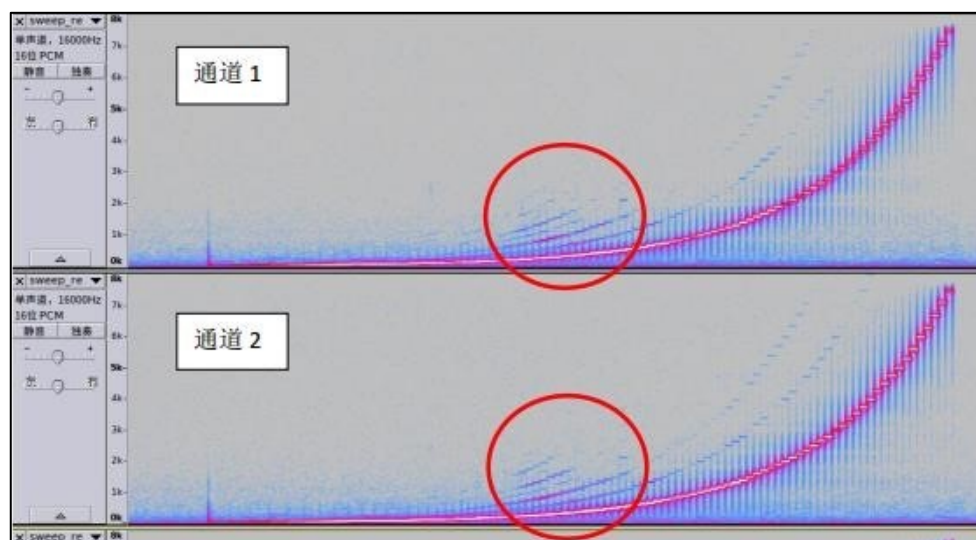 × sweep_re ▼
单声道, 16000Hz
16位 PCM
静音 独奏
- +
左 右
8k
7k
6k
5k
4k
3k
2k
1k
0k
通道 1
× sweep_re ▼
单声道, 16000Hz
16位 PCM
静音 独奏
- +
左 右
8k
7k
6k
5k
4k
3k
2k
1k
0k
通道 2
× sweep_re ▼
8k